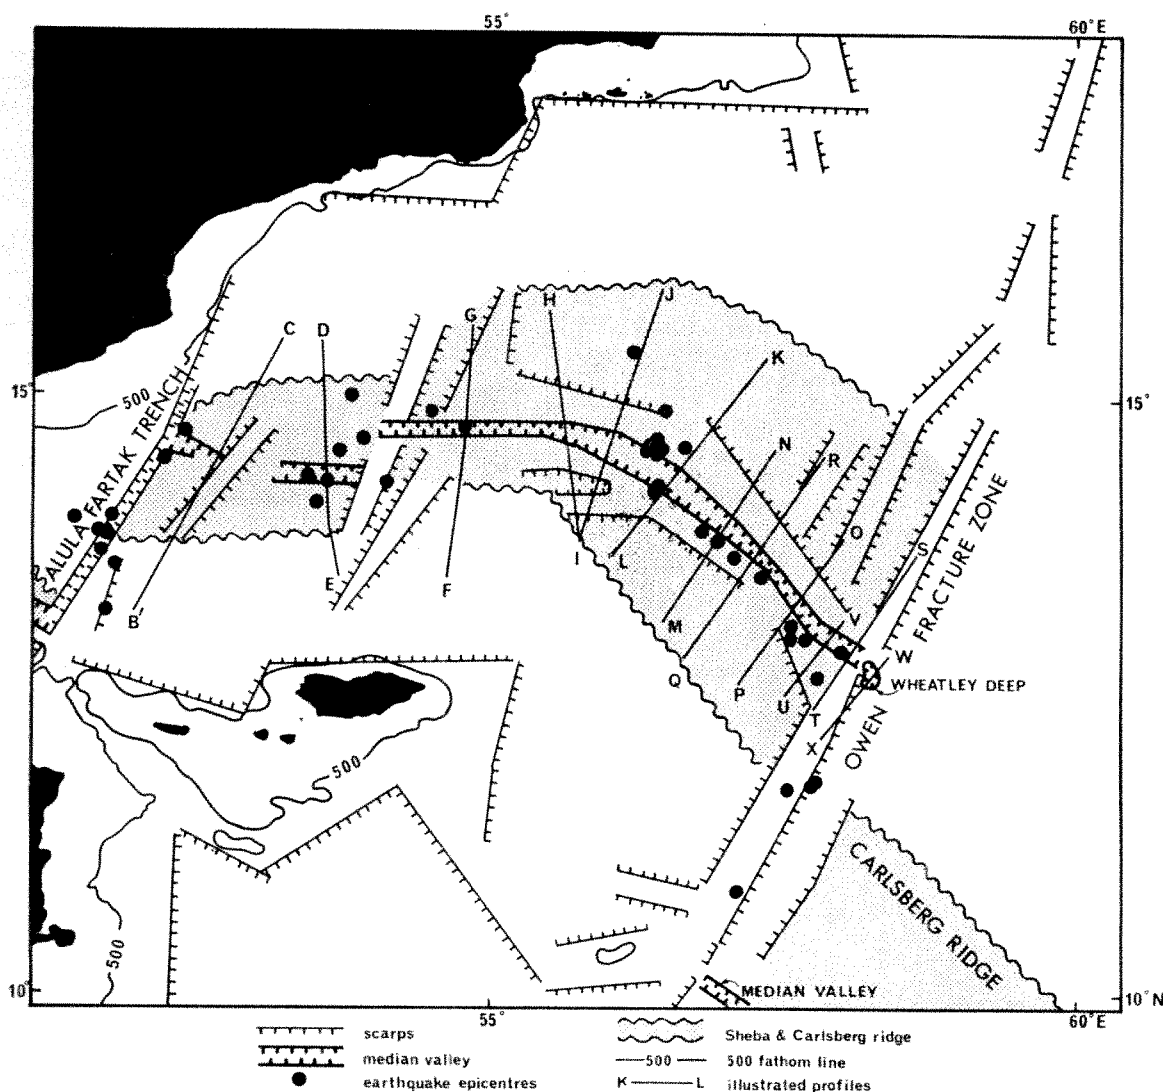 55°
60°E
C
D
G
H
J
K
15°
500
15°
N
R
ALULA FARTAK TRENCH
O
S
FRACTURE ZONE
I
L
E
F
B'
M
V
W
Q
P
U
WHEATLEY DEEP
T
X
OWEN
500
CARLSBERG RIDGE
500
10°
MEDIAN VALLEY
10°N
55°
60°E
scarps
Sheba & Carlsberg ridge
median valley
—500— 500 fathom line
earthquake epicentres
K———L illustrated profiles